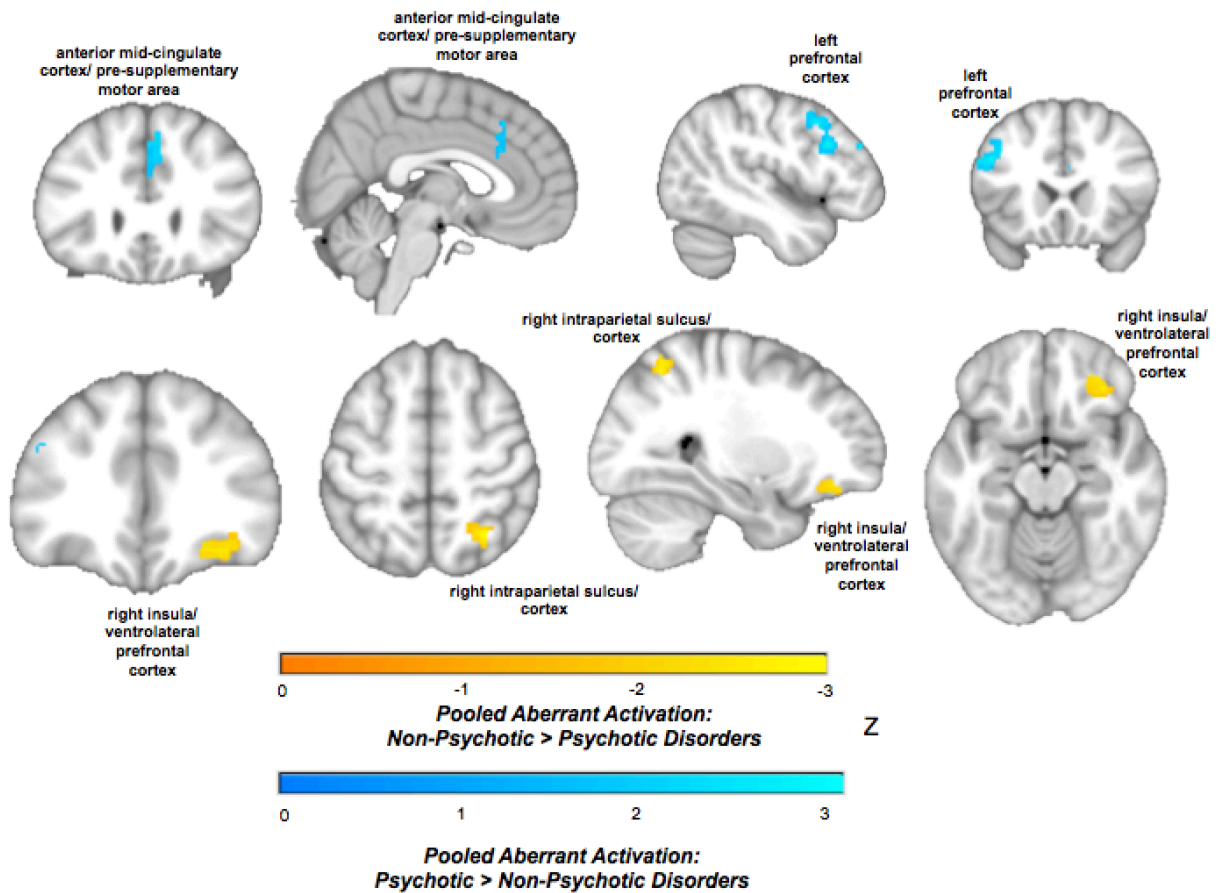 anterior mid-cingulate
cortex/ pre-supplementary
motor area
anterior mid-cingulate
cortex/ pre-supplementary
motor area
left
prefrontal
cortex
left
prefrontal
cortex
right intraparietal sulcus/
cortex
right insula/
ventrolateral
prefrontal
cortex
right insula/
ventrolateral
prefrontal
cortex
right intraparietal sulcus/
cortex
right insula/
ventrolateral
prefrontal
cortex
0 -1 -2 -3
Pooled Aberrant Activation:
Non-Psychotic > Psychotic Disorders
Z
0 1 2 3
Pooled Aberrant Activation:
Psychotic > Non-Psychotic Disorders